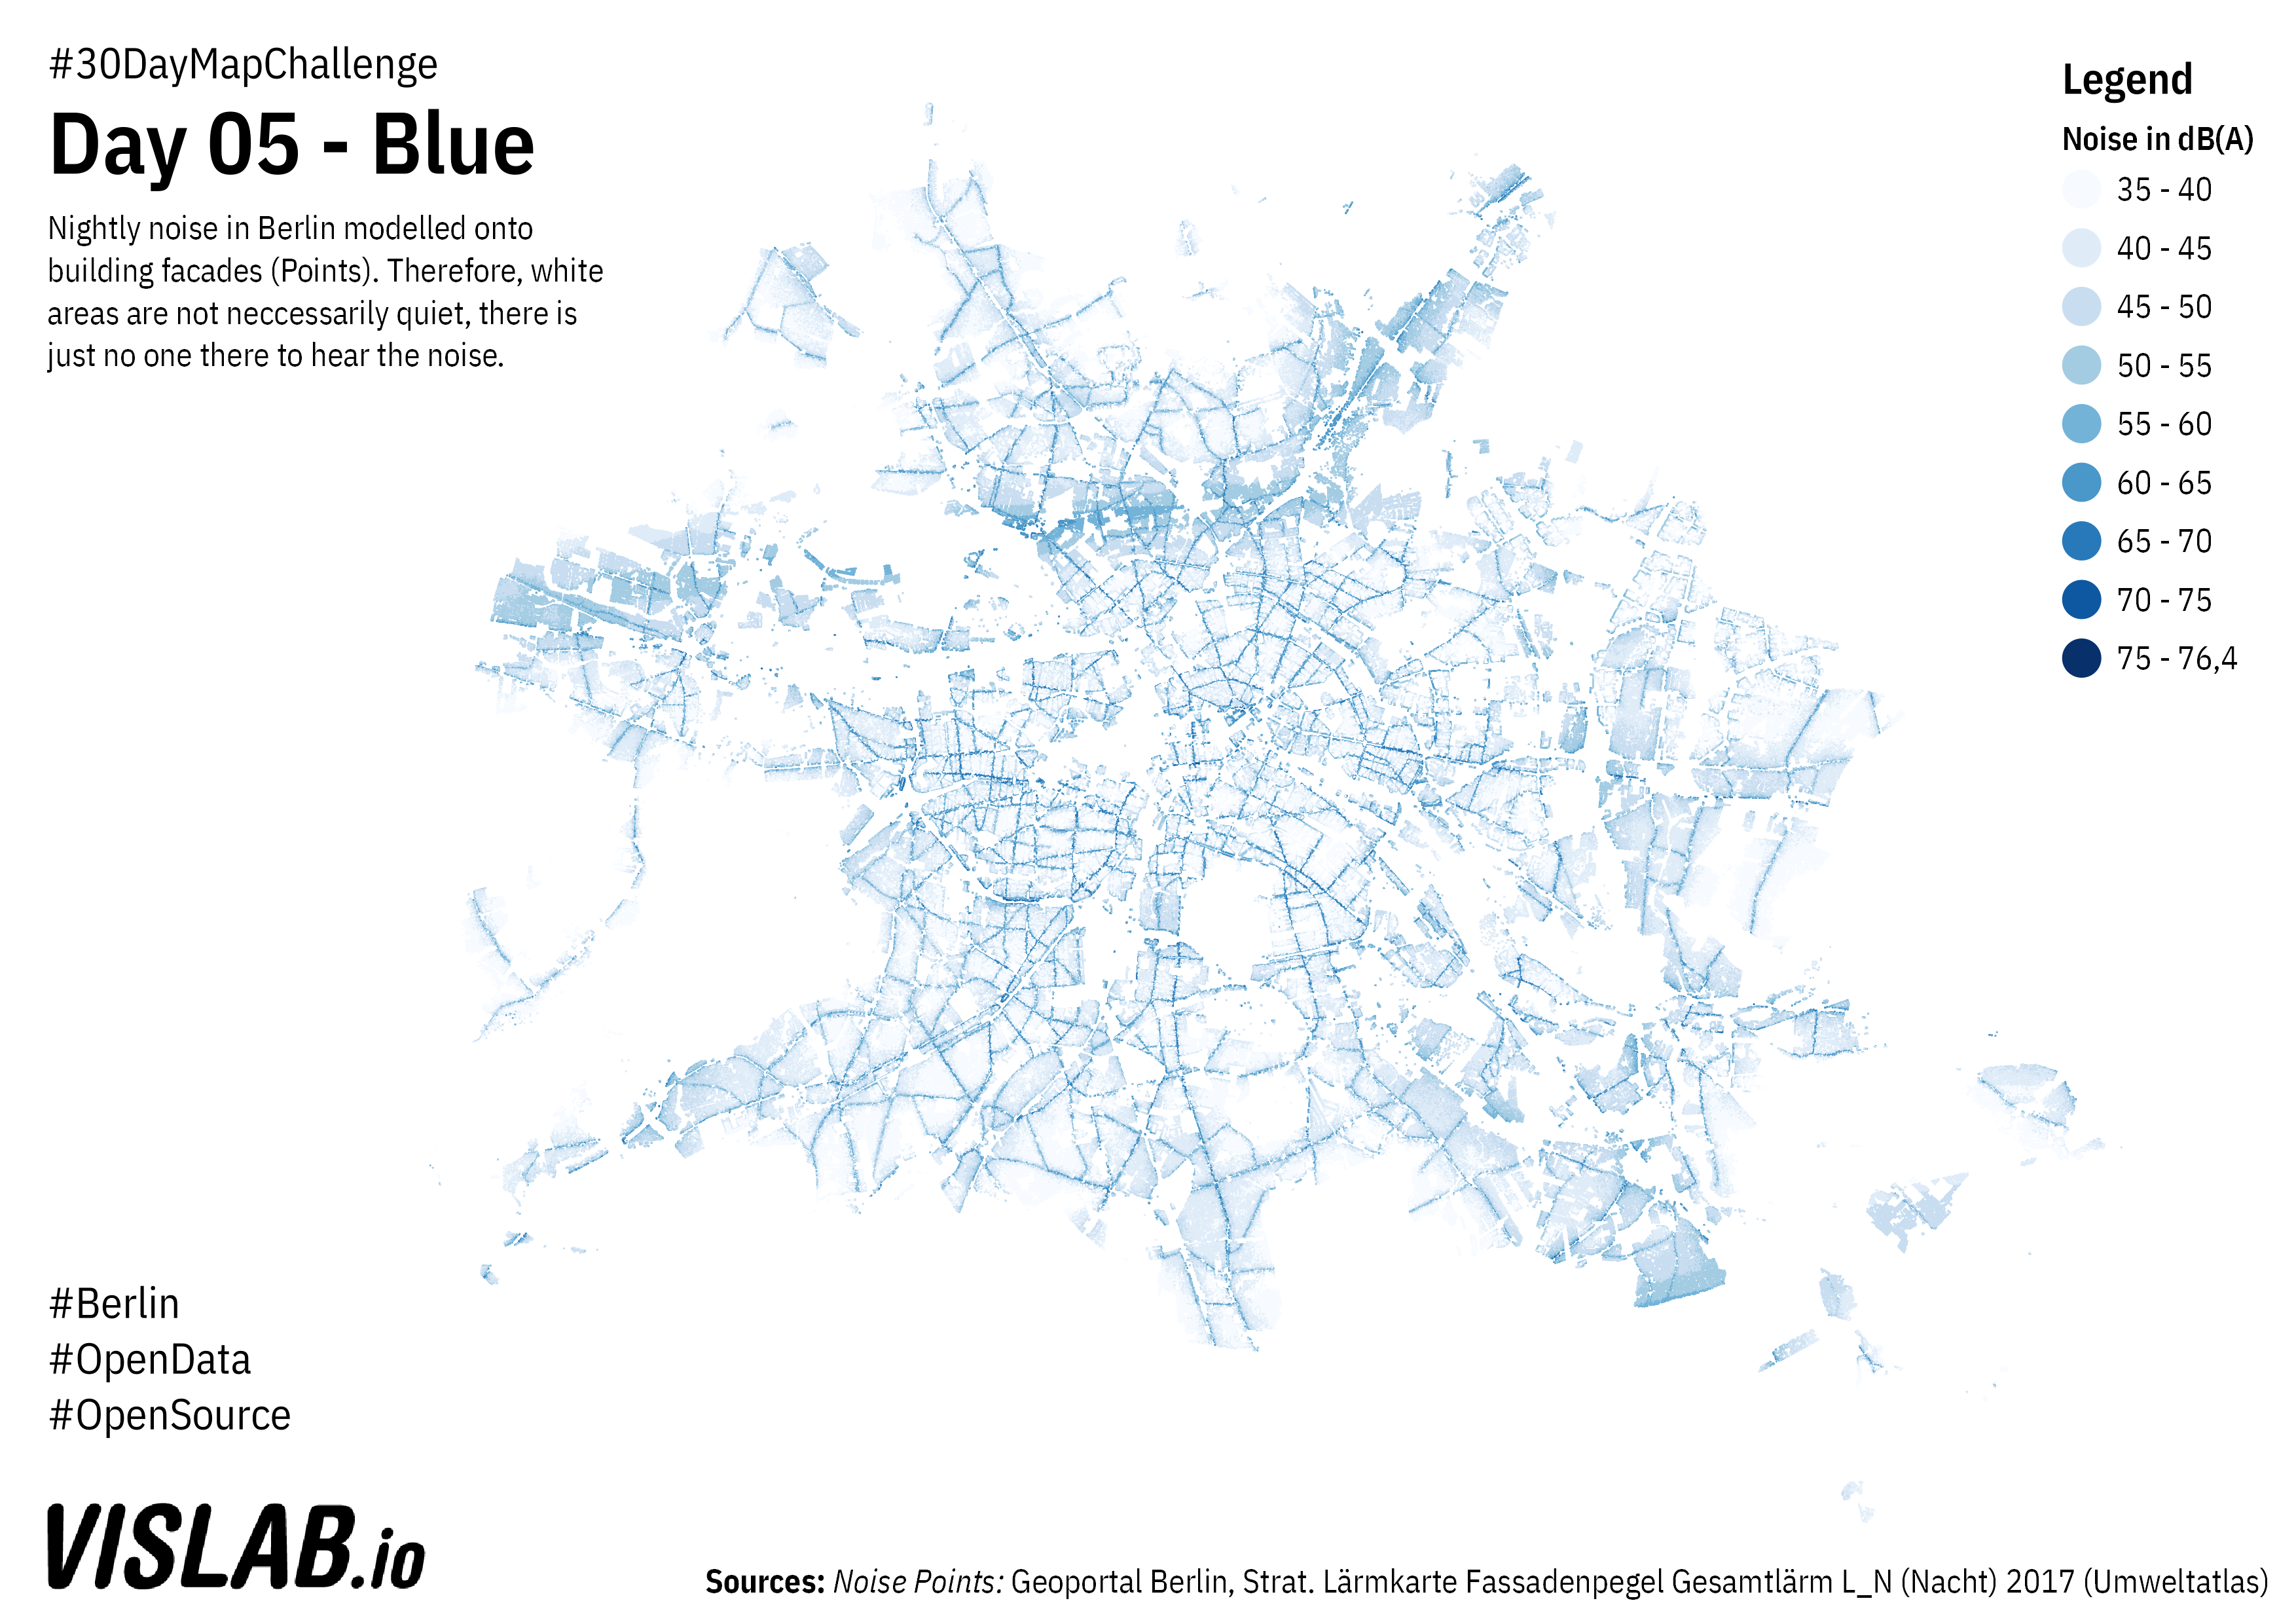 #30DayMapChallenge
Day 05 - Blue
Nightly noise in Berlin modelled onto
building facades (Points). Therefore, white
areas are not neccessarily quiet, there is
just no one there to hear the noise.
Legend
Noise in dB(A)
35 - 40
40 - 45
45 - 50
50 - 55
55 - 60
60 - 65
65 - 70
70 - 75
75 - 76,4
#Berlin
#OpenData
#OpenSource
VISLAB.io
Sources: Noise Points: Geoportal Berlin, Strat. Lärmkarte Fassadenpegel Gesamtlärm L_N (Nacht) 2017 (Umweltatlas)